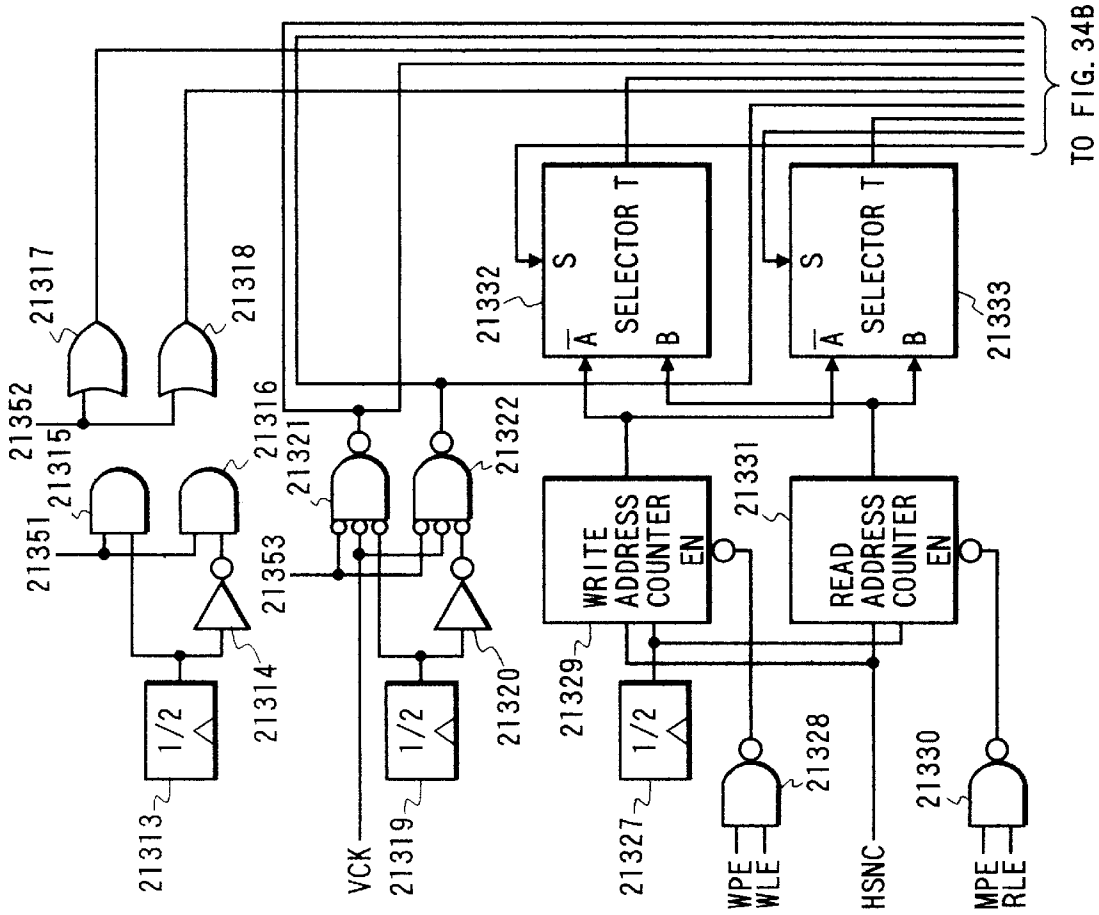 21352
21317
21318
21351
21315
21316
21314
1/2
21313
21353
21321
21322
21320
1/2
VCK
21319
WRITE
ADDRESS
COUNTER
EN
21329
1/2
21327
21328
WPE
WLE
21332
S
A
B
SELECTOR T
21331
READ
ADDRESS
COUNTER
EN
HSNC
21330
MPE
RLE
S
A
B
SELECTOR T
21333
TO FIG. 34B